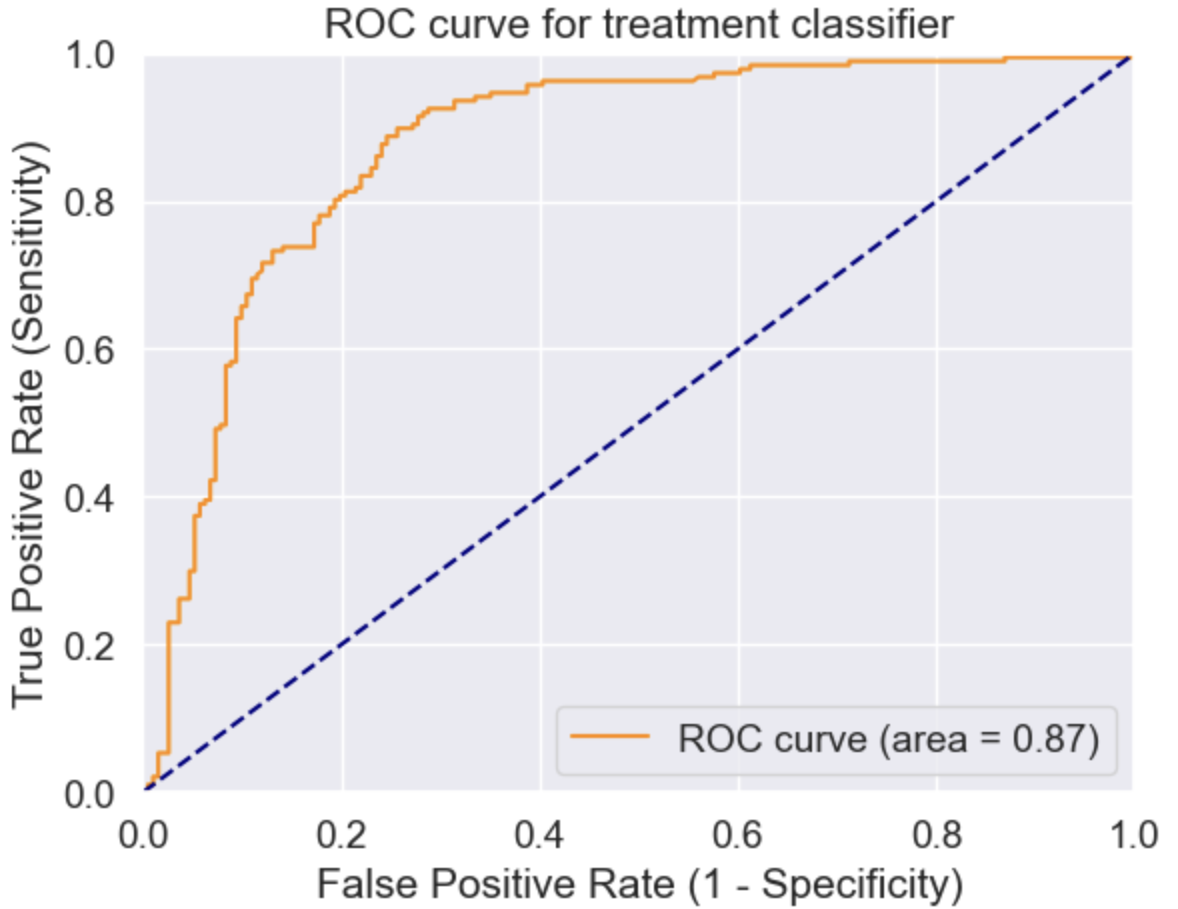 ROC curve for treatment classifier
True Positive Rate (Sensitivity)
1.0
0.8
0.6
0.4
0.2
0.0
ROC curve (area = 0.87)
0.0 0.2 0.4 0.6 0.8 1.0
False Positive Rate (1 - Specificity)